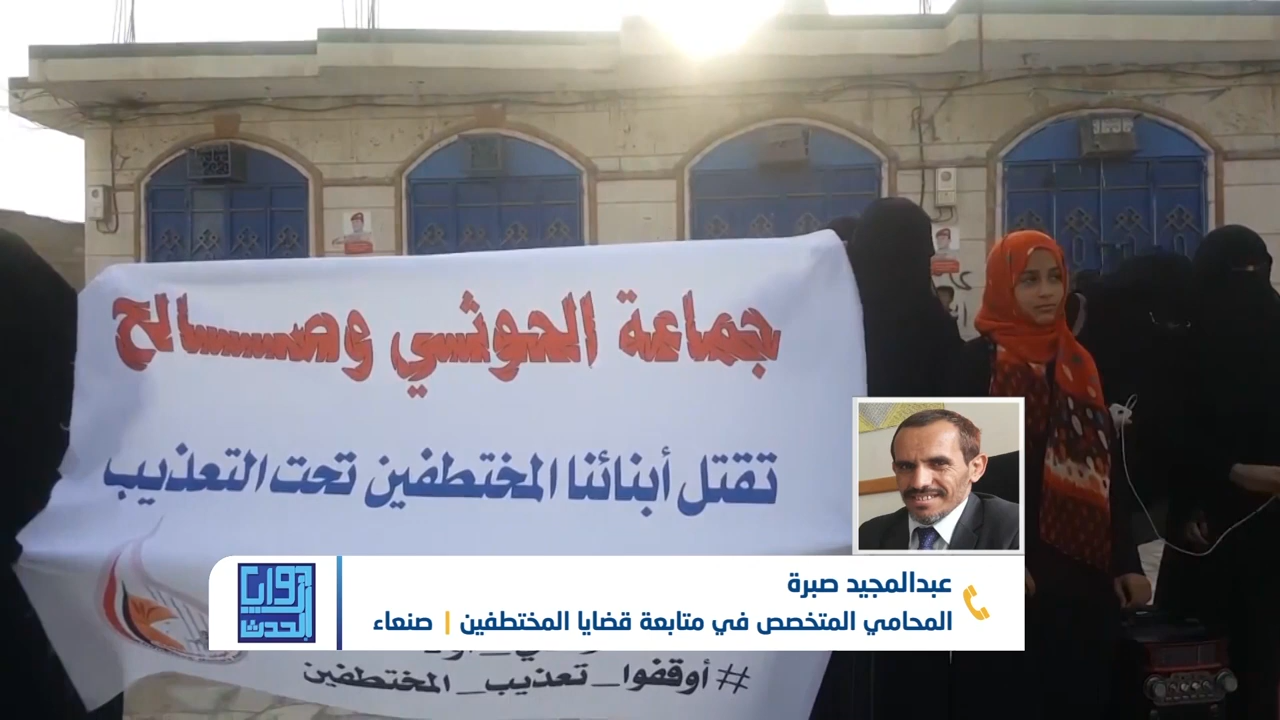 جماعة الحوثي وصـــــالح
تقتل أبنائنا المختطفين تحت التعذيب
#أوقفوا_تعذيب_المختطفين
عبدالمجيد صبرة
المحامي المتخصص في متابعة قضايا المختطفين | صنعاء
زوايا
الحدث